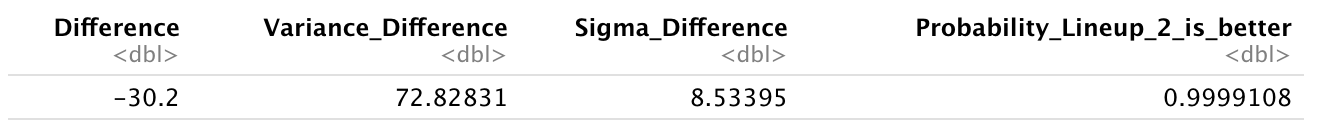 Difference Variance_Difference Sigma_Difference Probability_Lineup_2_is_better
<dbl> <dbl> <dbl> <dbl>
-30.2 72.82831 8.53395 0.9999108